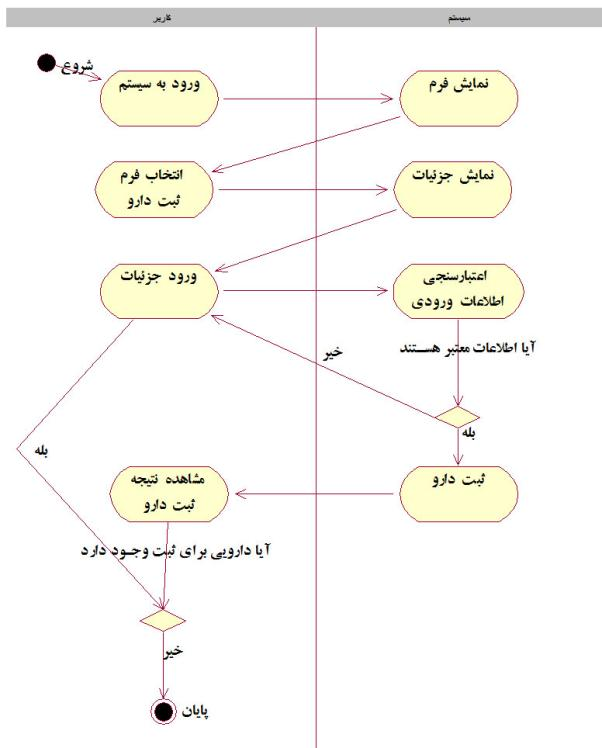 سیستم
کاربر
شروع
ورود به سیستم
نمایش فرم
انتخاب فرم
ثبت دارو
نمایش جزئیات
ورود جزئیات
اعتبارسنجی
اطلاعات ورودی
آیا اطلاعات معتبر هستند
خیر
بله
بله
ثبت دارو
مشاهده نتیجه
ثبت دارو
آیا دارویی برای ثبت وجود دارد
خیر
پایان